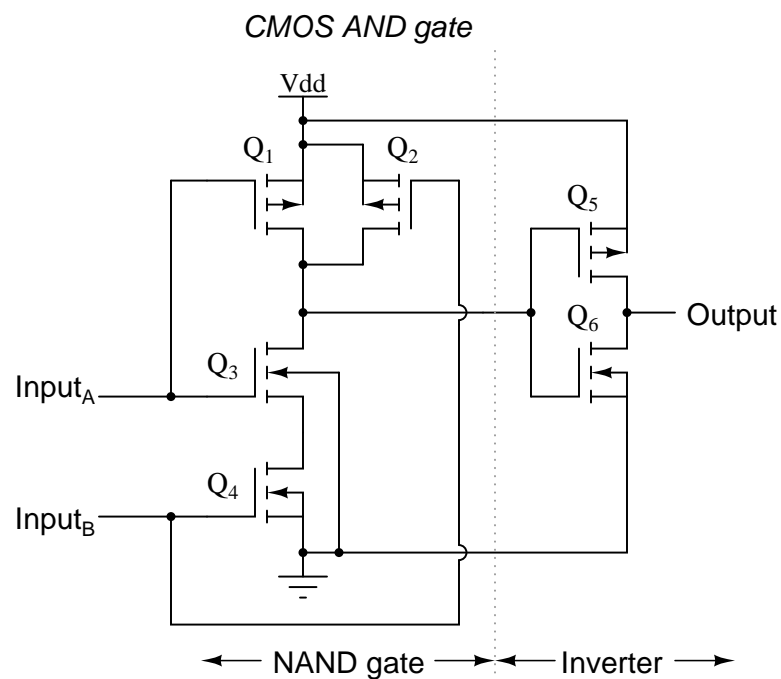 CMOS AND gate
Vdd
Q1
Q2
Q5
Q3
Q6
Output
InputA
Q4
InputB
NAND gate
Inverter